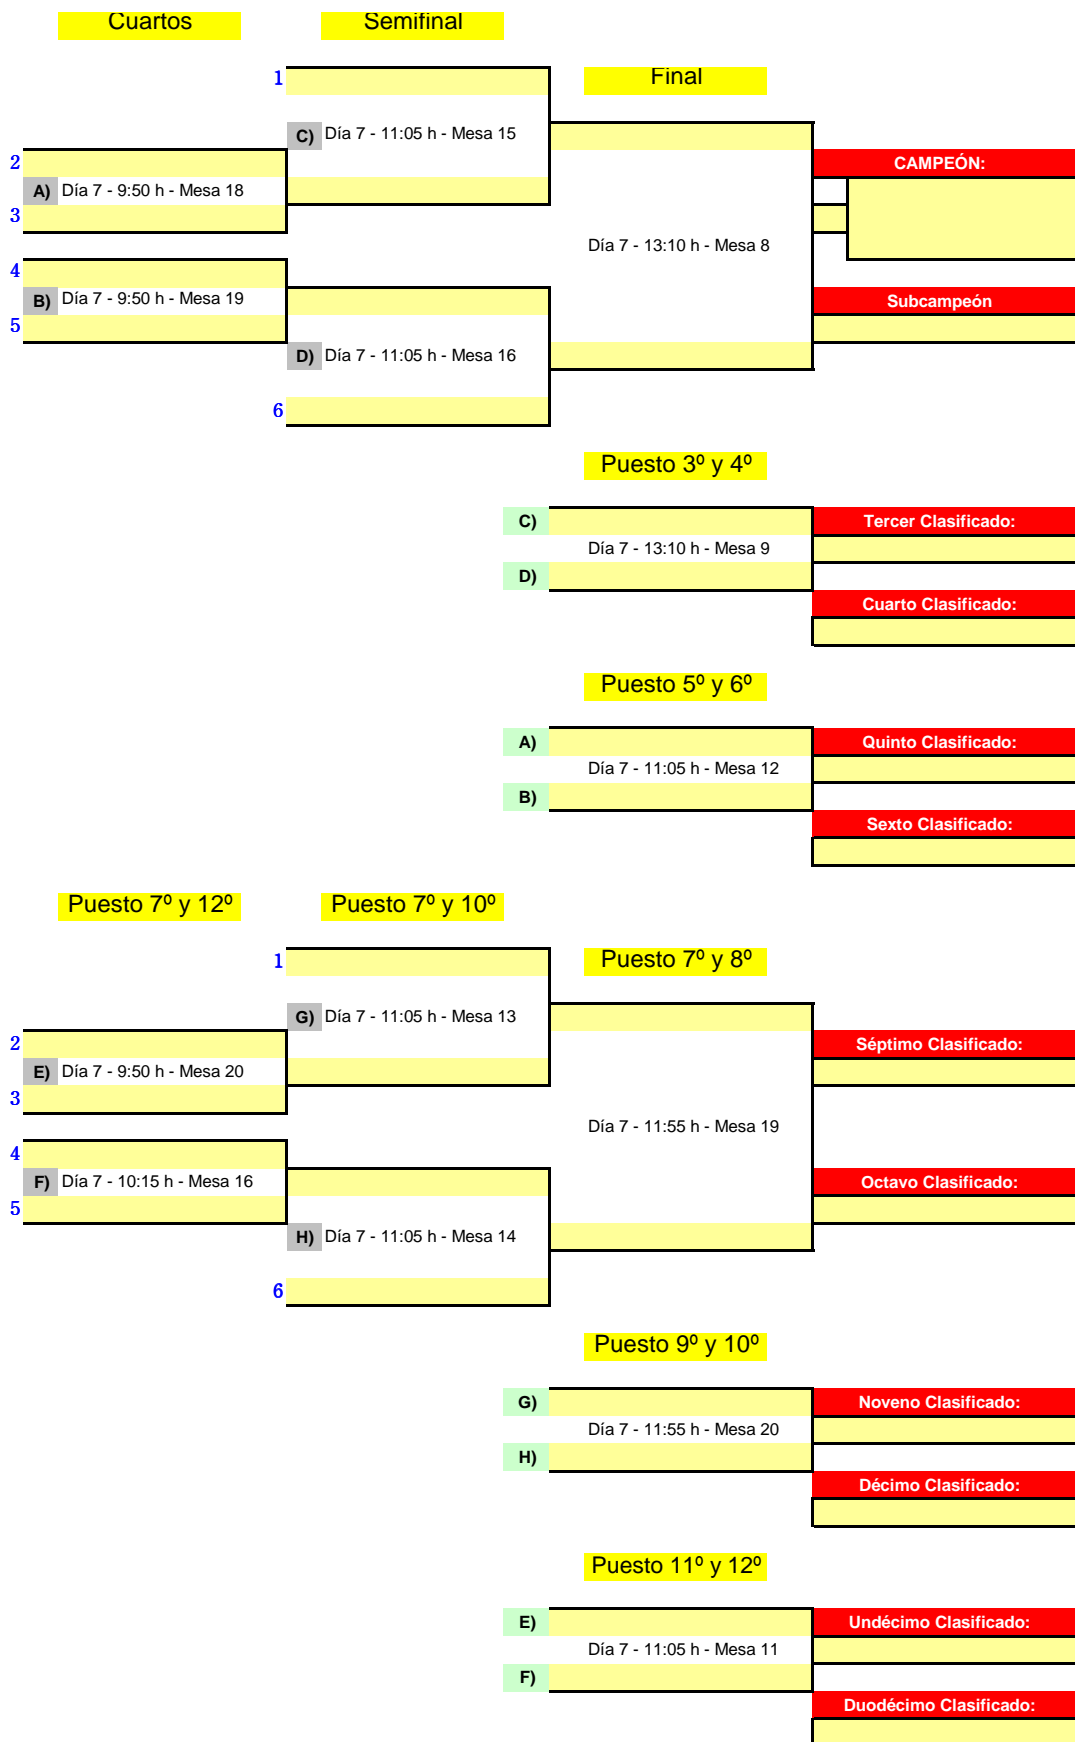 Cuartos Semifinal
1 Final
C) Día 7 - 11:05 h - Mesa 15
2 CAMPEÓN:
A) Día 7 - 9:50 h - Mesa 18
3
Día 7 - 13:10 h - Mesa 8
4
B) Día 7 - 9:50 h - Mesa 19 Subcampeón
5
D) Día 7 - 11:05 h - Mesa 16
6
Puesto 3º y 4º
C) Tercer Clasificado:
Día 7 - 13:10 h - Mesa 9
D)
Cuarto Clasificado:
Puesto 5º y 6º
A) Quinto Clasificado:
Día 7 - 11:05 h - Mesa 12
B)
Sexto Clasificado:
Puesto 7º y 12º Puesto 7º y 10º
1 Puesto 7º y 8º
G) Día 7 - 11:05 h - Mesa 13
2 Séptimo Clasificado:
E) Día 7 - 9:50 h - Mesa 20
3
Día 7 - 11:55 h - Mesa 19
4
F) Día 7 - 10:15 h - Mesa 16 Octavo Clasificado:
5
H) Día 7 - 11:05 h - Mesa 14
6
Puesto 9º y 10º
G) Noveno Clasificado:
Día 7 - 11:55 h - Mesa 20
H)
Décimo Clasificado:
Puesto 11º y 12º
E) Undécimo Clasificado:
Día 7 - 11:05 h - Mesa 11
F)
Duodécimo Clasificado: